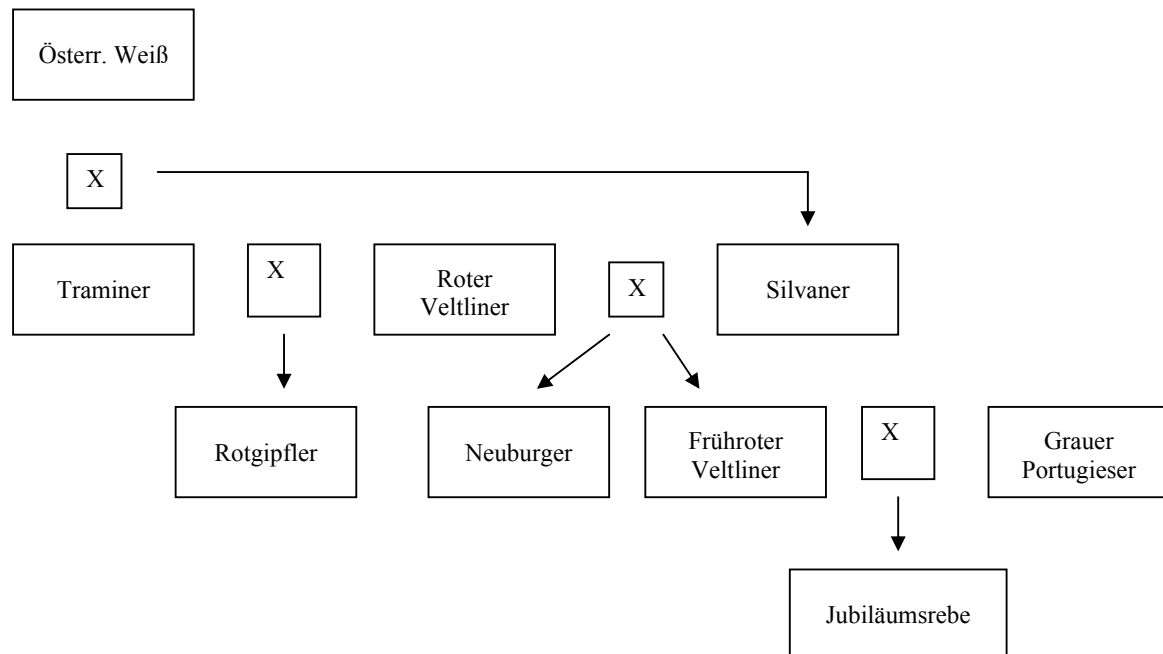 Österr. Weiß
X
Traminer
X
Roter
Veltliner
X
Silvaner
Rotgipfler
Neuburger
Frühroter
Veltliner
X
Grauer
Portugieser
Jubiläumsrebe